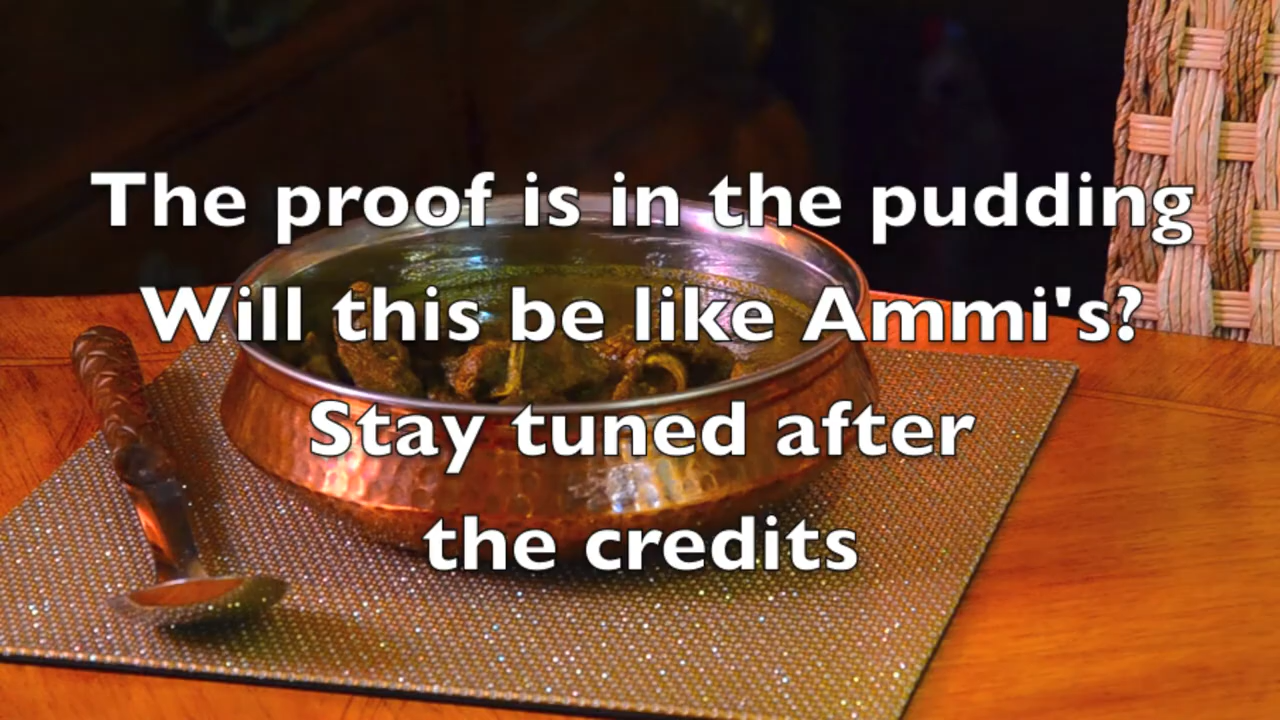 The proof is in the pudding
Will this be like Ammi's?
Stay tuned after
the credits